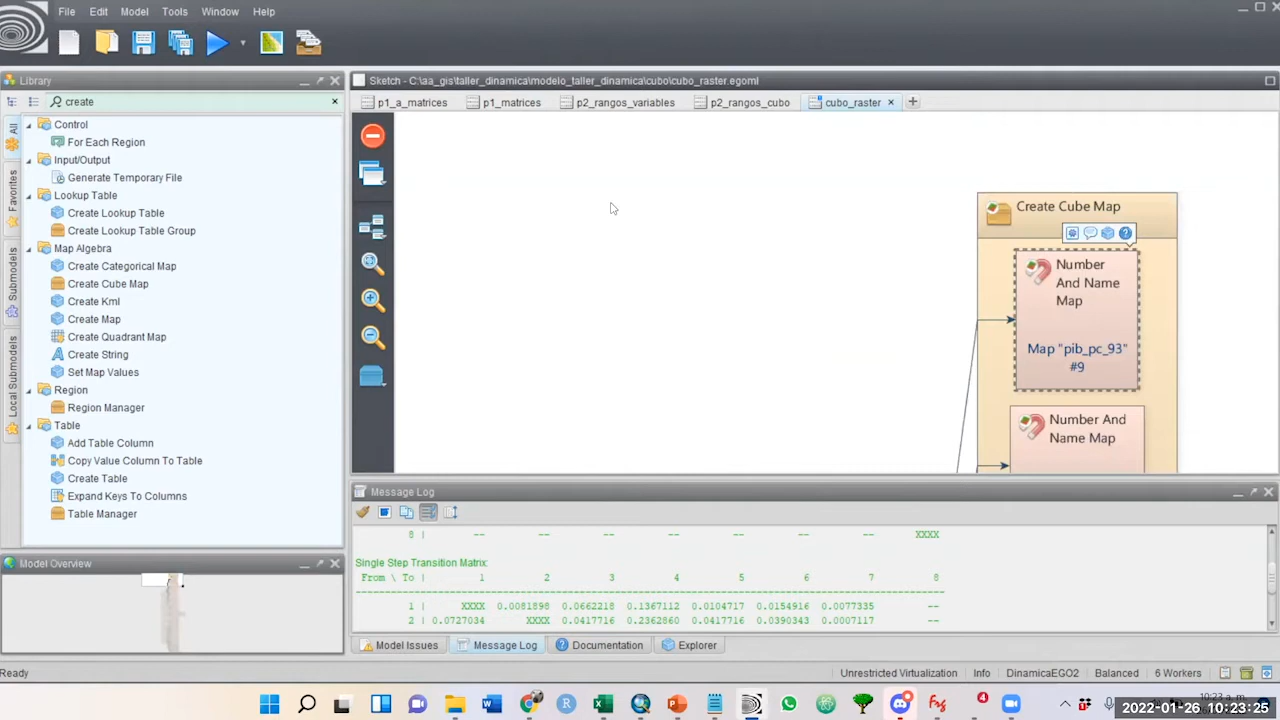 File Edit Model Tools Window Help
Library
create
All
Favorites
Submodels
Local Submodels
Control
For Each Region
Input/Output
Generate Temporary File
Lookup Table
Create Lookup Table
Create Lookup Table Group
Map Algebra
Create Categorical Map
Create Cube Map
Create Kml
Create Map
Create Quadrant Map
Create String
Set Map Values
Region
Region Manager
Table
Add Table Column
Copy Value Column To Table
Create Table
Expand Keys To Columns
Table Manager
Model Overview
Sketch - C:\aa_gis\taller_dinamica\modelo_taller_dinamica\cubo\cubo_raster.egoml
p1_a_matrices p1_matrices p2_rangos_variables p2_rangos_cubo cubo_raster
Create Cube Map
Number
And Name
Map
Map "pib_pc_93"
#9
Number And
Name Map
Message Log
8 | -- -- -- -- -- -- -- XXXX
Single Step Transition Matrix:
From \ To | 1 2 3 4 5 6 7 8
1 | XXXX 0.0081898 0.0662218 0.1367112 0.0104717 0.0154916 0.0077335 --
2 | 0.0727034 XXXX 0.0417716 0.2362860 0.0417716 0.0390343 0.0007117 --
Model Issues Message Log Documentation Explorer
Ready Unrestricted Virtualization Info DinamicaEGO2 Balanced 6 Workers
2022-01-26 10:23:25